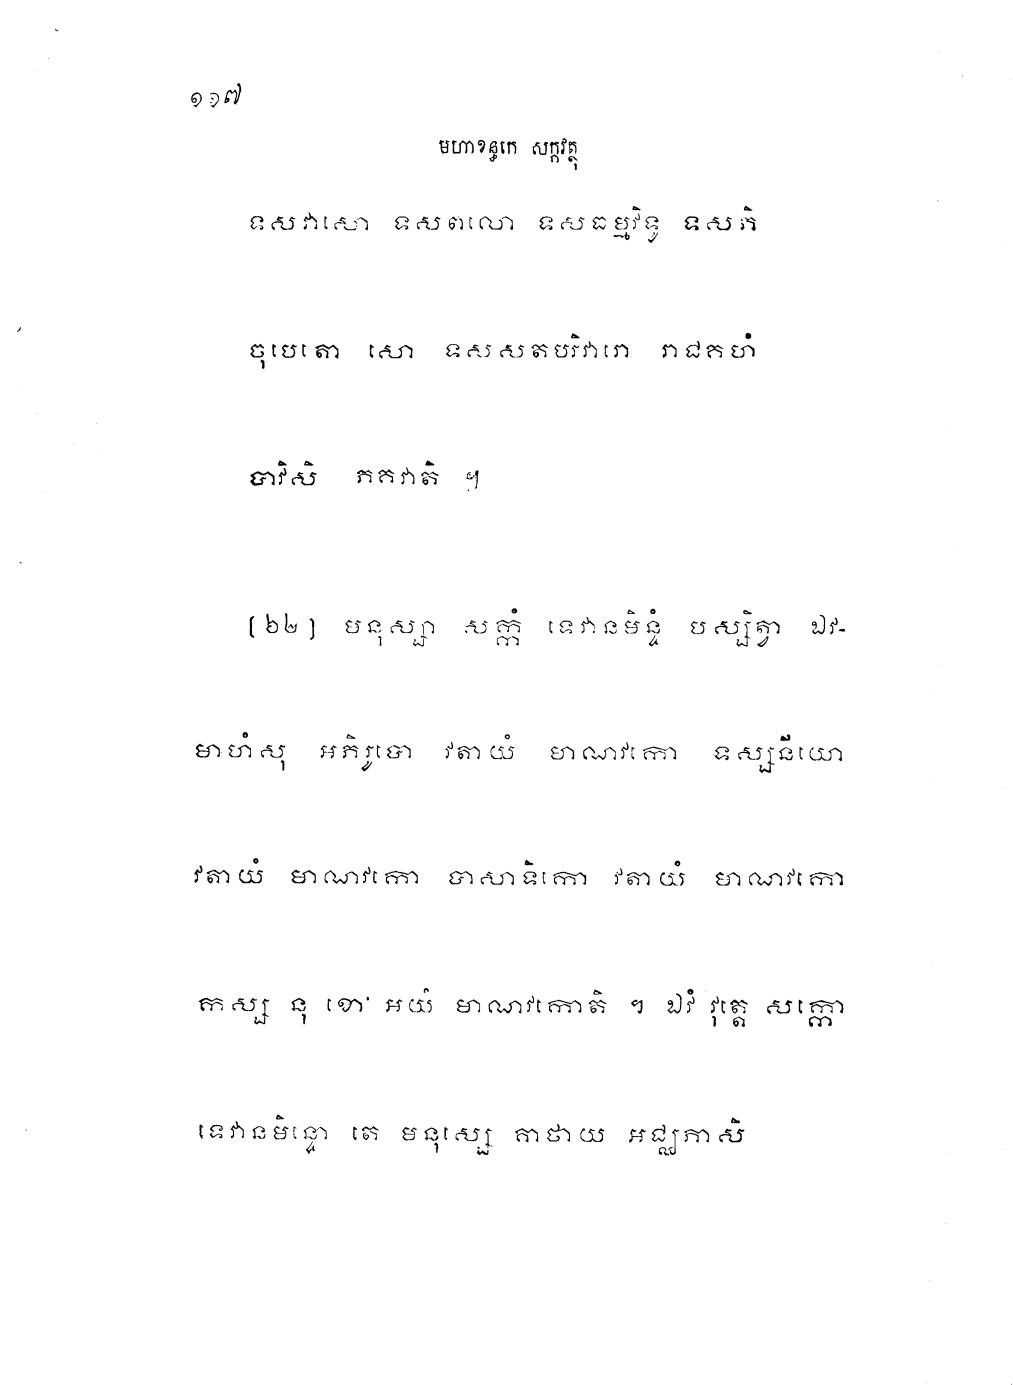 ១១៧
មហាខន្ធកេ សក្កវត្ថុ
ទសវាសោ ទសពលោ ទសធម្មវិទូ ទសភិ
ចុបេតោ សោ ទសសតបរិវារោ រាជគហំ
បាវិសិ ភគវាតិ ។
[៦២] មនុស្សា សក្កំ ទេវានមិន្ទំ បស្សិត្វា ឯវ-
មាហំសុ អភិរូបោ វតាយំ មាណវកោ ទស្សនីយោ
វតាយំ មាណវកោ បាសាទិកោ វតាយំ មាណវកោ
កស្ស នុ ខោ អយំ មាណវកោតិ ។ ឯវំ វុត្តេ សក្កោ
ទេវានមិន្ទោ តេ មនុស្សេ គាថាយ អជ្ឈភាសិ